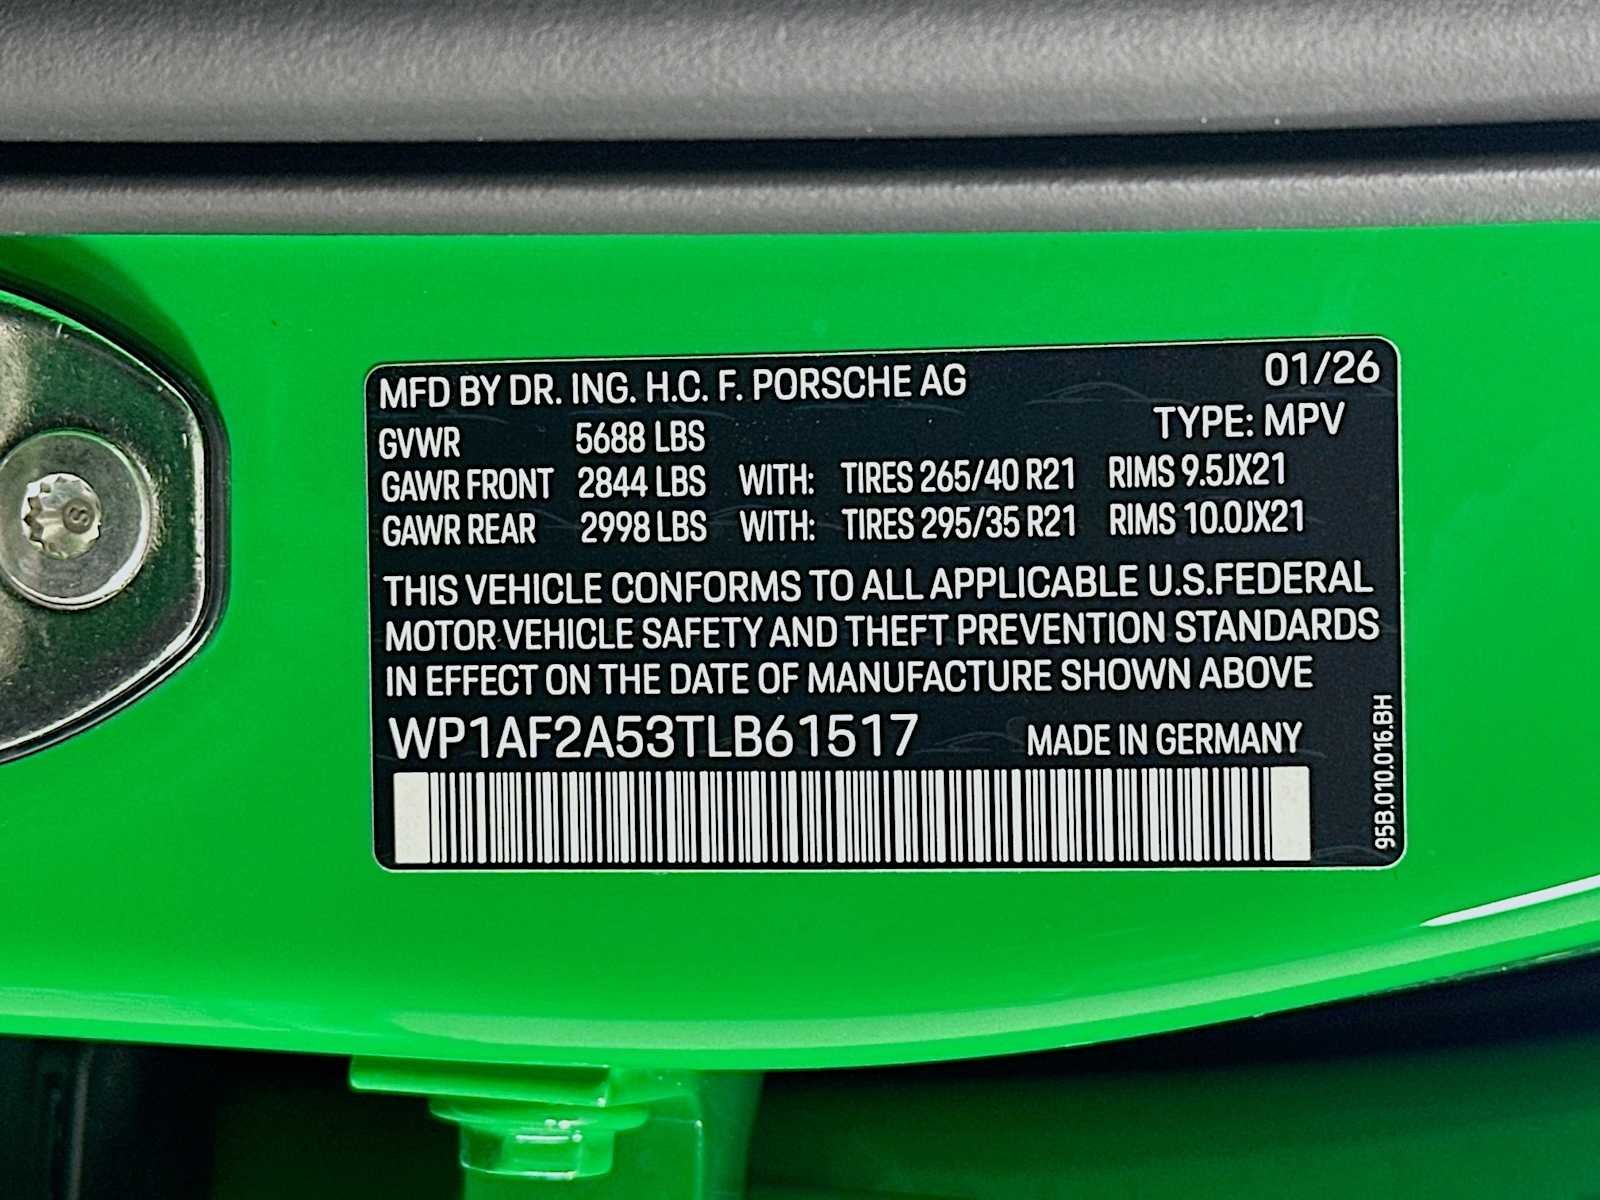 MFD BY DR. ING. H.C. F. PORSCHE AG 01/26
GVWR 5688 LBS TYPE: MPV
GAWR FRONT 2844 LBS WITH: TIRES 265/40 R21 RIMS 9.5JX21
GAWR REAR 2998 LBS WITH: TIRES 295/35 R21 RIMS 10.0JX21
THIS VEHICLE CONFORMS TO ALL APPLICABLE U.S.FEDERAL
MOTOR VEHICLE SAFETY AND THEFT PREVENTION STANDARDS
IN EFFECT ON THE DATE OF MANUFACTURE SHOWN ABOVE
WP1AF2A53TLB61517 MADE IN GERMANY
95B.010.016.BH
8